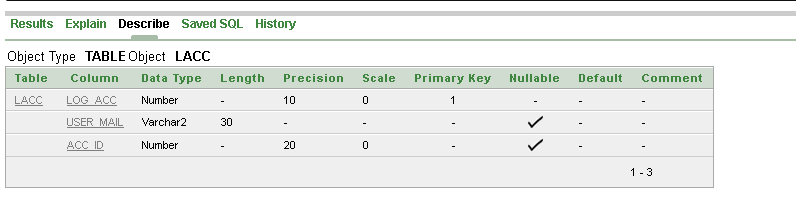 Results Explain Describe Saved SQL History
Object Type TABLE Object LACC
Table Column Data Type Length Precision Scale Primary Key Nullable Default Comment
LACC LOG_ACC Number - 10 0 1 - - -
USER_MAIL Varchar2 30 - - - ✓ - -
ACC_ID Number - 20 0 - ✓ - -
1 - 3